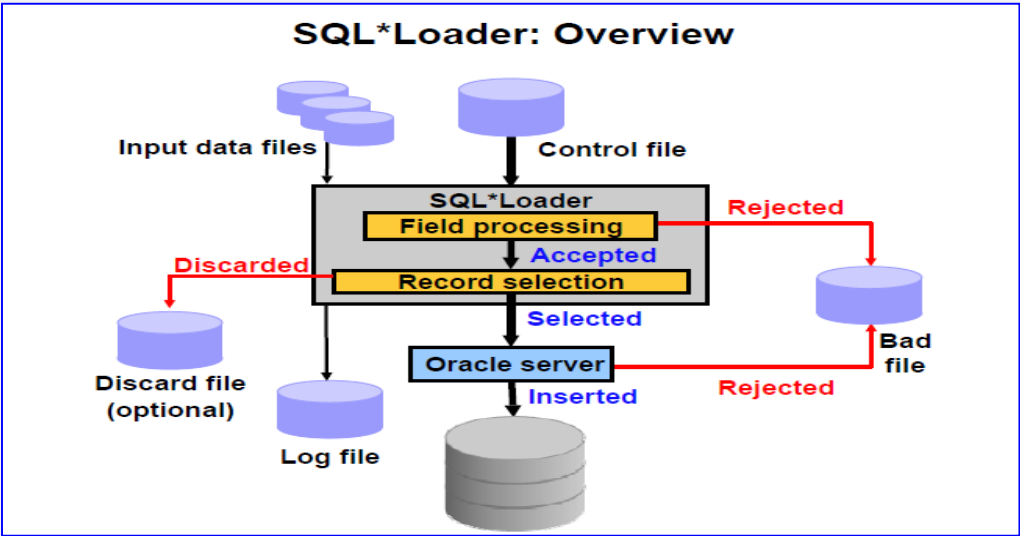 SQL*Loader: Overview
Input data files
Control file
SQL*Loader
Field processing
Rejected
Accepted
Discarded
Record selection
Selected
Bad
file
Oracle server
Discard file
(optional)
Rejected
Inserted
Log file